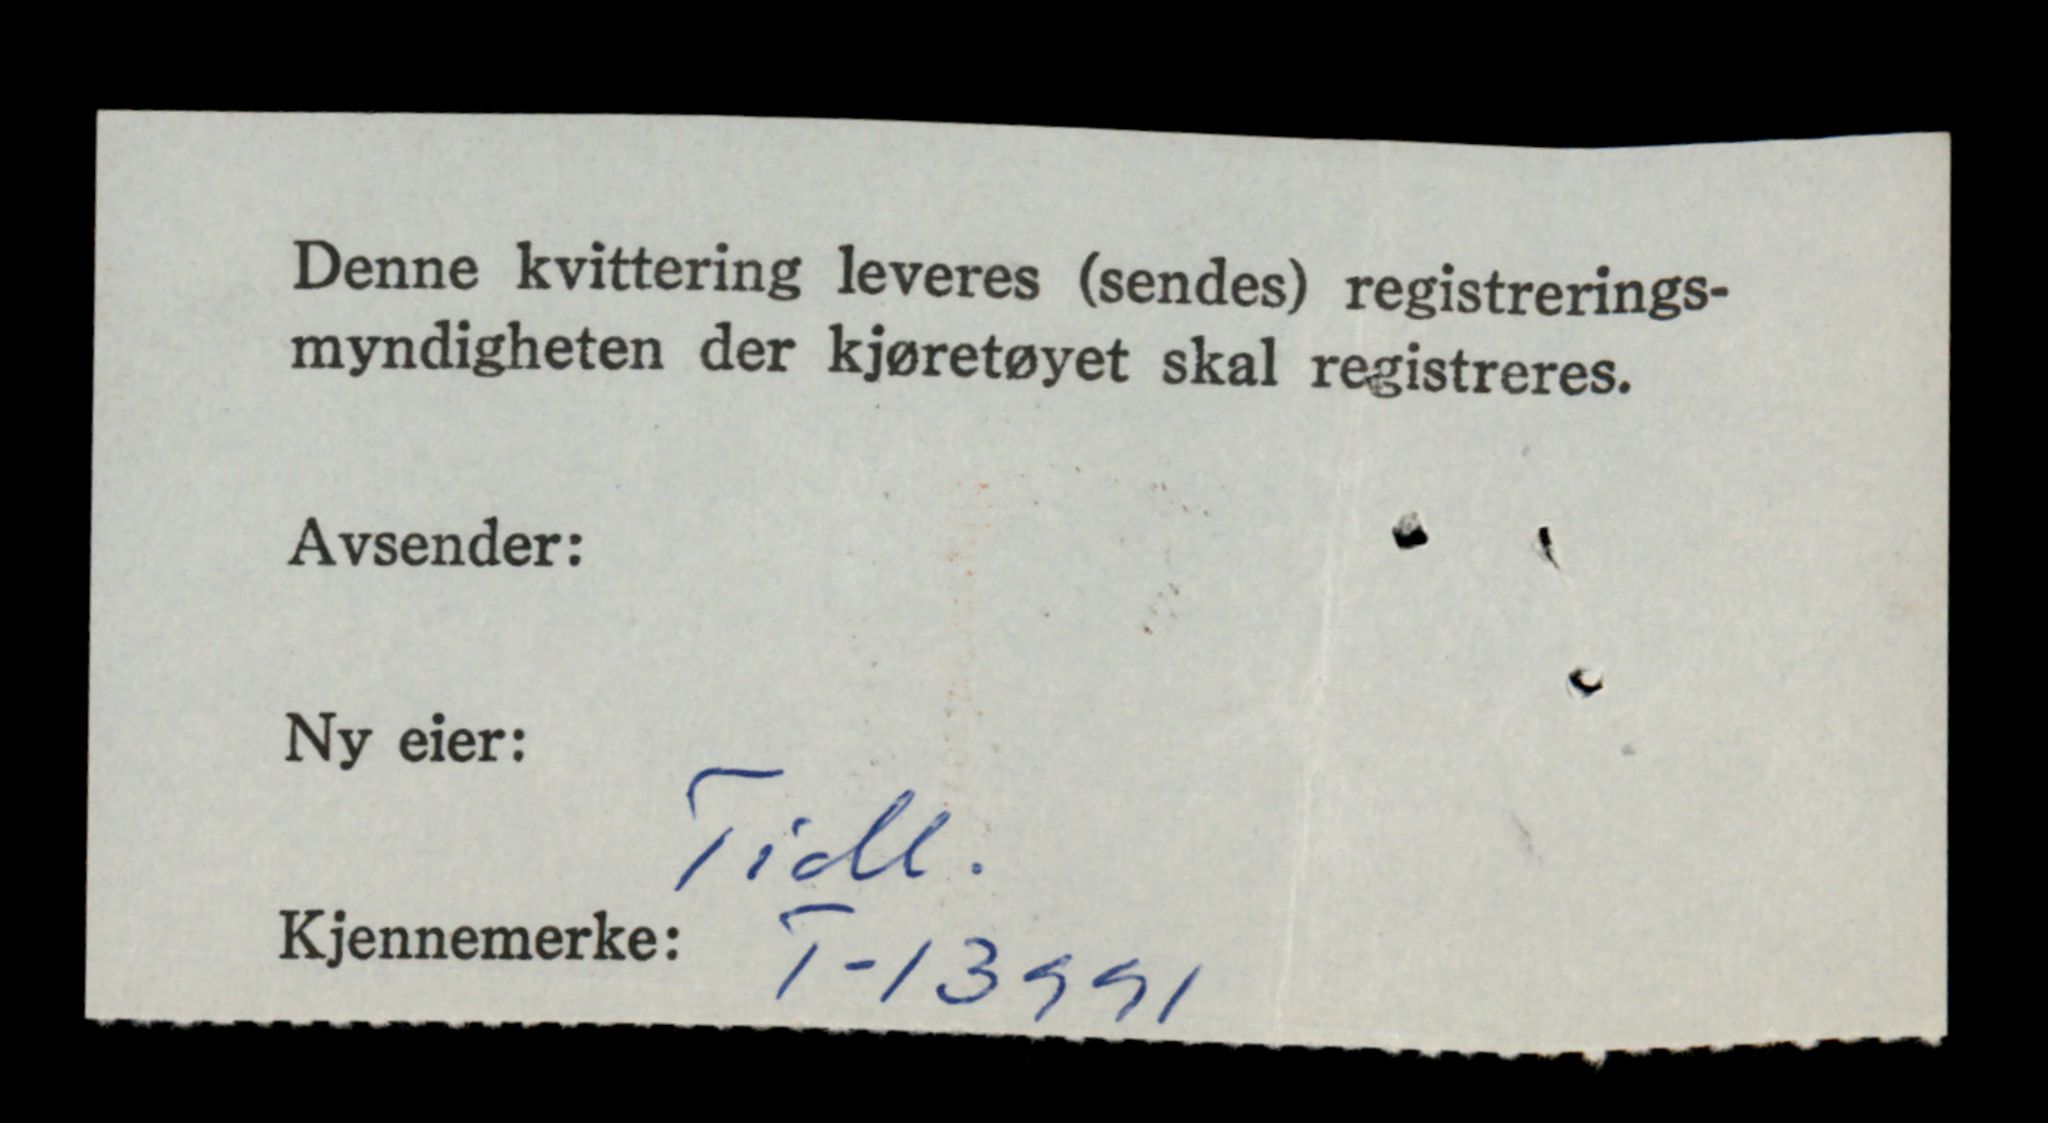 Denne kvittering leveres (sendes) registrerings-
myndigheten der kjøretøyet skal registreres.
Avsender:
Ny eier:
Tidl.
Kjennemerke: T-13991